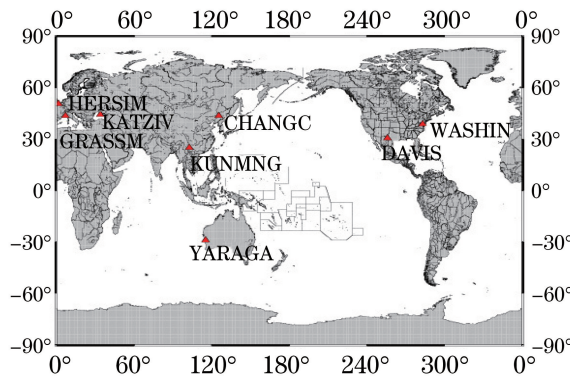 0° 60° 120° 180° 240° 300° 0°
90° 90°
60° 60°
HERSIM
KATZIV
CHANGC
WASHIN
GRASSM
30° 30°
DAVIS
KUNMNG
0° 0°
−30° −30°
YARAGA
−60° −60°
−90° −90°
0° 60° 120° 180° 240° 300° 0°